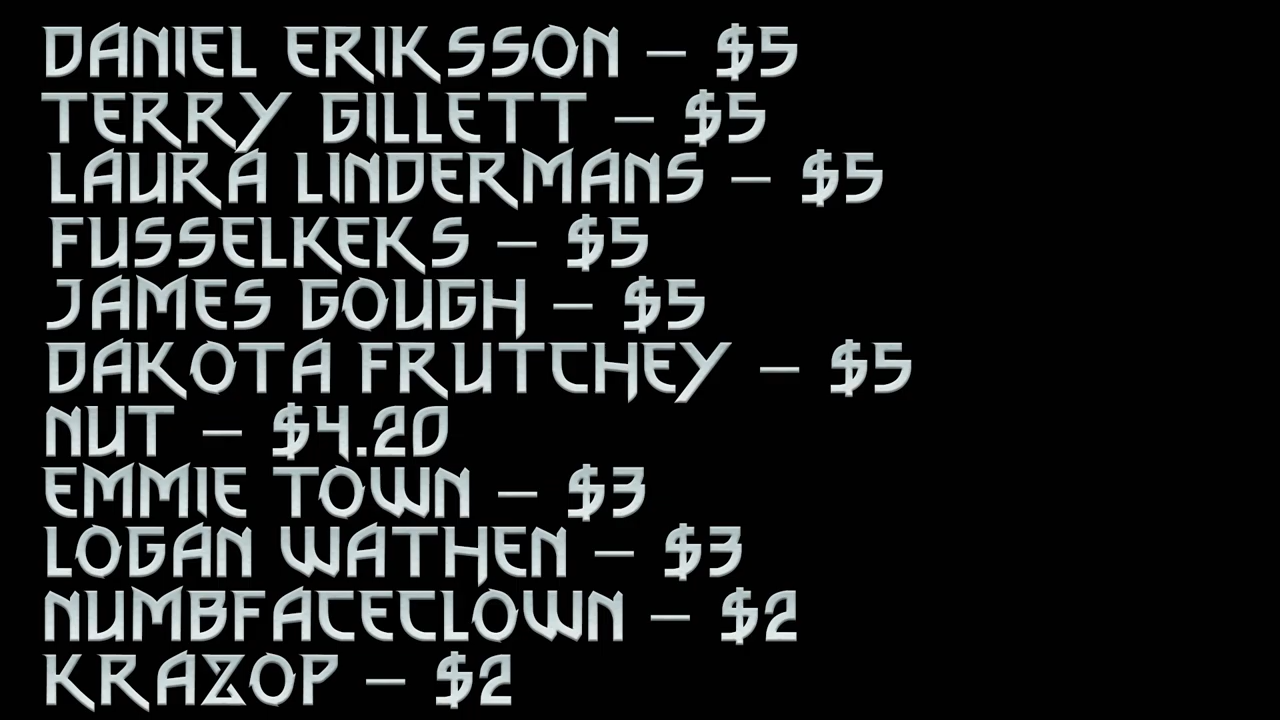 DANIEL ERIKSSON – $5
TERRY GILLETT – $5
LAURA LINDERMANS – $5
FUSSELKEKS – $5
JAMES GOUGH – $5
DAKOTA FRUTCHEY – $5
NUT – $4.20
EMMIE TOWN – $3
LOGAN WATHEN – $3
NUMBFACECLOWN – $2
KRAZOP – $2